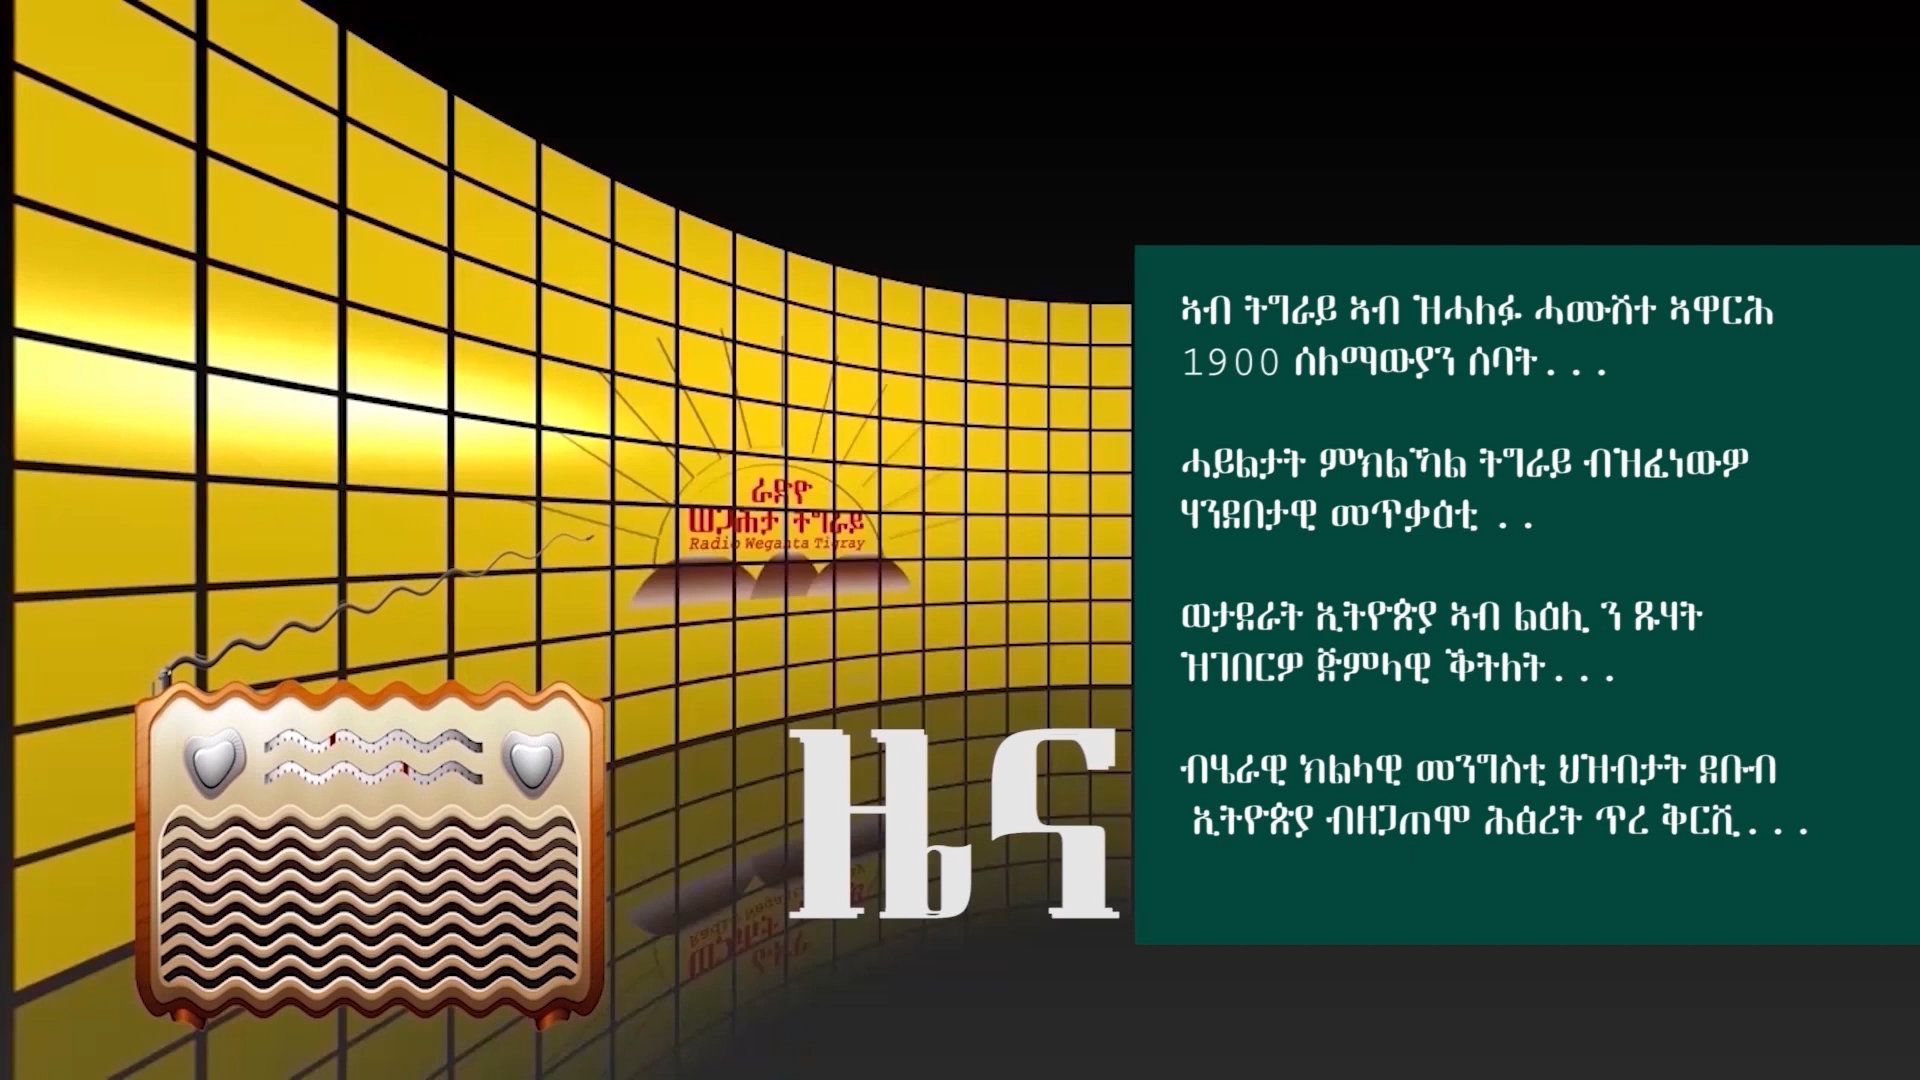 ራድዮ
ወጋሕታ ትግራይ
Radio Weganta Tigray
ዜና
ኣብ ትግራይ ኣብ ዝሓለፉ ሓሙሽተ ኣዋርሕ
1900 ሰለማውያን ሰባት...
ሓይልታት ምክልኻል ትግራይ ብዝፈነውዎ
ሃንደበታዊ መጥቃዕቲ ..
ወታደራት ኢትዮጵያ ኣብ ልዕሊ ን ጹሃት
ዝገበርዎ ጅምላዊ ቕትለት...
ብሄራዊ ክልላዊ መንግስቲ ህዝብታት ደቡብ
ኢትዮጵያ ብዘጋጠሞ ሕፅረት ጥረ ቅርሺ...